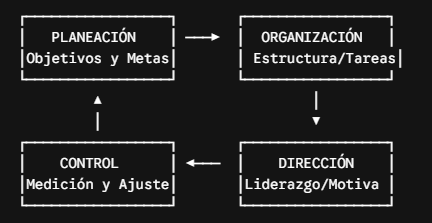 PLANEACIÓN
Objetivos y Metas
ORGANIZACIÓN
Estructura/Tareas
CONTROL
Medición y Ajuste
DIRECCIÓN
Liderazgo/Motiva